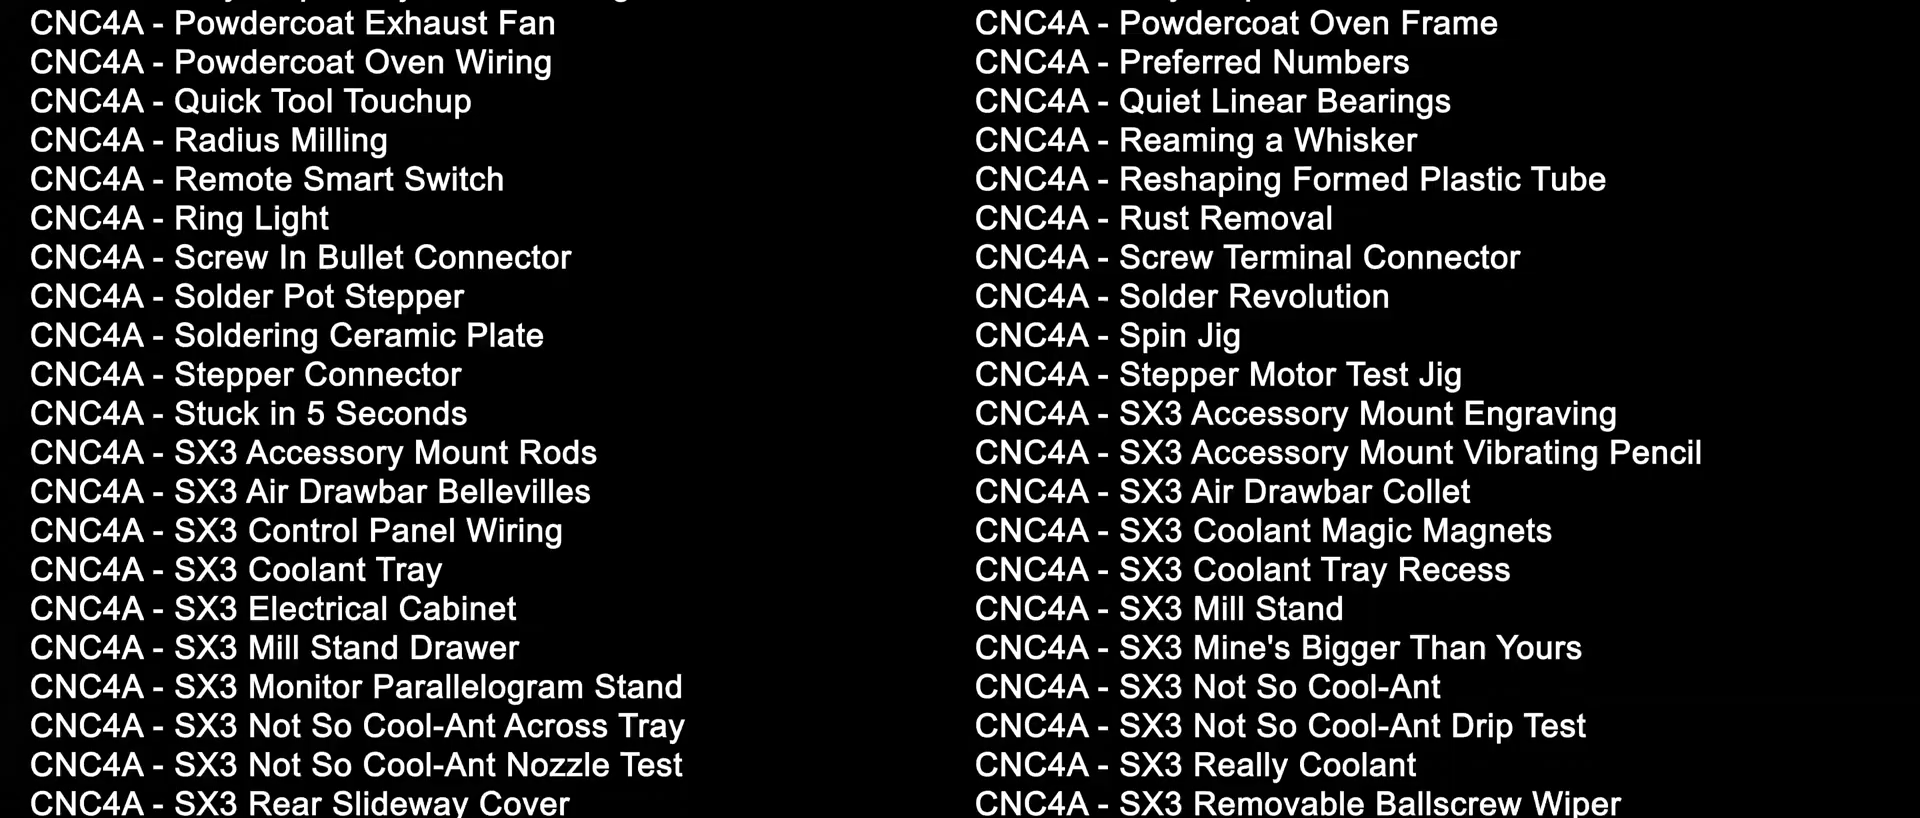 CNC4A - Powdercoat Exhaust Fan
CNC4A - Powdercoat Oven Frame
CNC4A - Powdercoat Oven Wiring
CNC4A - Preferred Numbers
CNC4A - Quick Tool Touchup
CNC4A - Quiet Linear Bearings
CNC4A - Radius Milling
CNC4A - Reaming a Whisker
CNC4A - Remote Smart Switch
CNC4A - Reshaping Formed Plastic Tube
CNC4A - Ring Light
CNC4A - Rust Removal
CNC4A - Screw In Bullet Connector
CNC4A - Screw Terminal Connector
CNC4A - Solder Pot Stepper
CNC4A - Solder Revolution
CNC4A - Soldering Ceramic Plate
CNC4A - Spin Jig
CNC4A - Stepper Connector
CNC4A - Stepper Motor Test Jig
CNC4A - Stuck in 5 Seconds
CNC4A - SX3 Accessory Mount Engraving
CNC4A - SX3 Accessory Mount Rods
CNC4A - SX3 Accessory Mount Vibrating Pencil
CNC4A - SX3 Air Drawbar Bellevilles
CNC4A - SX3 Air Drawbar Collet
CNC4A - SX3 Control Panel Wiring
CNC4A - SX3 Coolant Magic Magnets
CNC4A - SX3 Coolant Tray
CNC4A - SX3 Coolant Tray Recess
CNC4A - SX3 Electrical Cabinet
CNC4A - SX3 Mill Stand
CNC4A - SX3 Mill Stand Drawer
CNC4A - SX3 Mine's Bigger Than Yours
CNC4A - SX3 Monitor Parallelogram Stand
CNC4A - SX3 Not So Cool-Ant
CNC4A - SX3 Not So Cool-Ant Across Tray
CNC4A - SX3 Not So Cool-Ant Drip Test
CNC4A - SX3 Not So Cool-Ant Nozzle Test
CNC4A - SX3 Really Coolant
CNC4A - SX3 Rear Slideway Cover
CNC4A - SX3 Removable Ballscrew Wiper